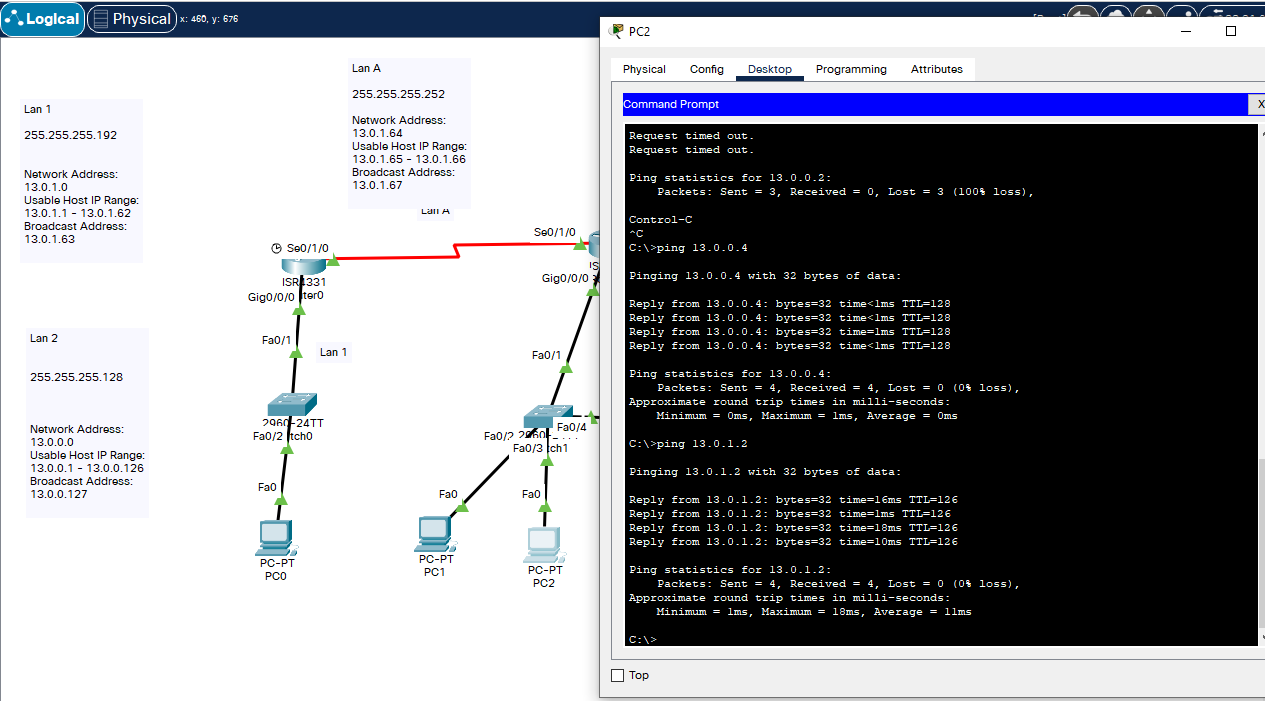 Logical
Physical
x: 460, y: 676
Lan 1
255.255.255.192
Network Address:
13.0.1.0
Usable Host IP Range:
13.0.1.1 - 13.0.1.62
Broadcast Address:
13.0.1.63
Lan 2
255.255.255.128
Network Address:
13.0.0.0
Usable Host IP Range:
13.0.0.1 - 13.0.0.126
Broadcast Address:
13.0.0.127
Lan A
255.255.255.252
Network Address:
13.0.1.64
Usable Host IP Range:
13.0.1.65 - 13.0.1.66
Broadcast Address:
13.0.1.67
Lan A
Se0/1/0
Se0/1/0
ISR4331
Gig0/0/0
ter0
Gig0/0/0
Fa0/1
Lan 1
Fa0/1
2960-24TT
Fa0/2
tch0
Fa0/4
Fa0/2
Fa0/3
tch1
Fa0
Fa0
Fa0
PC-PT
PC0
PC-PT
PC1
PC-PT
PC2
PC2
Physical
Config
Desktop
Programming
Attributes
Command Prompt
X
Request timed out.
Request timed out.
Ping statistics for 13.0.0.2:
Packets: Sent = 3, Received = 0, Lost = 3 (100% loss),
Control-C
^C
C:\>ping 13.0.0.4
Pinging 13.0.0.4 with 32 bytes of data:
Reply from 13.0.0.4: bytes=32 time<1ms TTL=128
Reply from 13.0.0.4: bytes=32 time<1ms TTL=128
Reply from 13.0.0.4: bytes=32 time=1ms TTL=128
Reply from 13.0.0.4: bytes=32 time<1ms TTL=128
Ping statistics for 13.0.0.4:
Packets: Sent = 4, Received = 4, Lost = 0 (0% loss),
Approximate round trip times in milli-seconds:
Minimum = 0ms, Maximum = 1ms, Average = 0ms
C:\>ping 13.0.1.2
Pinging 13.0.1.2 with 32 bytes of data:
Reply from 13.0.1.2: bytes=32 time=16ms TTL=126
Reply from 13.0.1.2: bytes=32 time=1ms TTL=126
Reply from 13.0.1.2: bytes=32 time=18ms TTL=126
Reply from 13.0.1.2: bytes=32 time=10ms TTL=126
Ping statistics for 13.0.1.2:
Packets: Sent = 4, Received = 4, Lost = 0 (0% loss),
Approximate round trip times in milli-seconds:
Minimum = 1ms, Maximum = 18ms, Average = 11ms
C:\>
Top